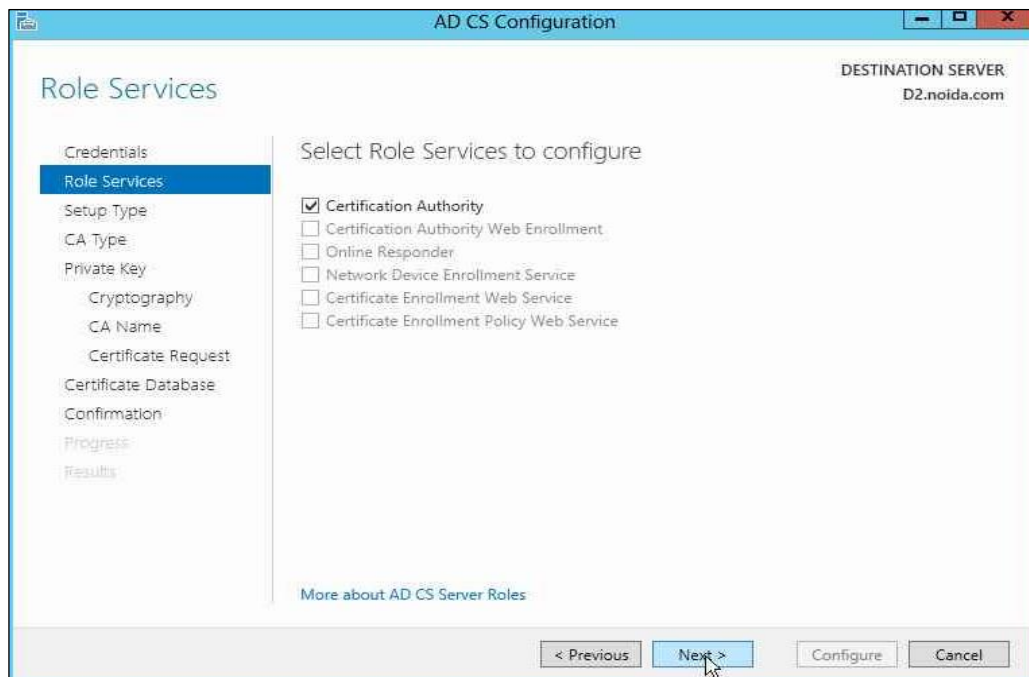 AD CS Configuration
Role Services
DESTINATION SERVER
D2.noida.com
Credentials
Role Services
Setup Type
CA Type
Private Key
Cryptography
CA Name
Certificate Request
Certificate Database
Confirmation
Progress
Results
Select Role Services to configure
Certification Authority
Certification Authority Web Enrollment
Online Responder
Network Device Enrollment Service
Certificate Enrollment Web Service
Certificate Enrollment Policy Web Service
More about AD CS Server Roles
< Previous
Next >
Configure
Cancel